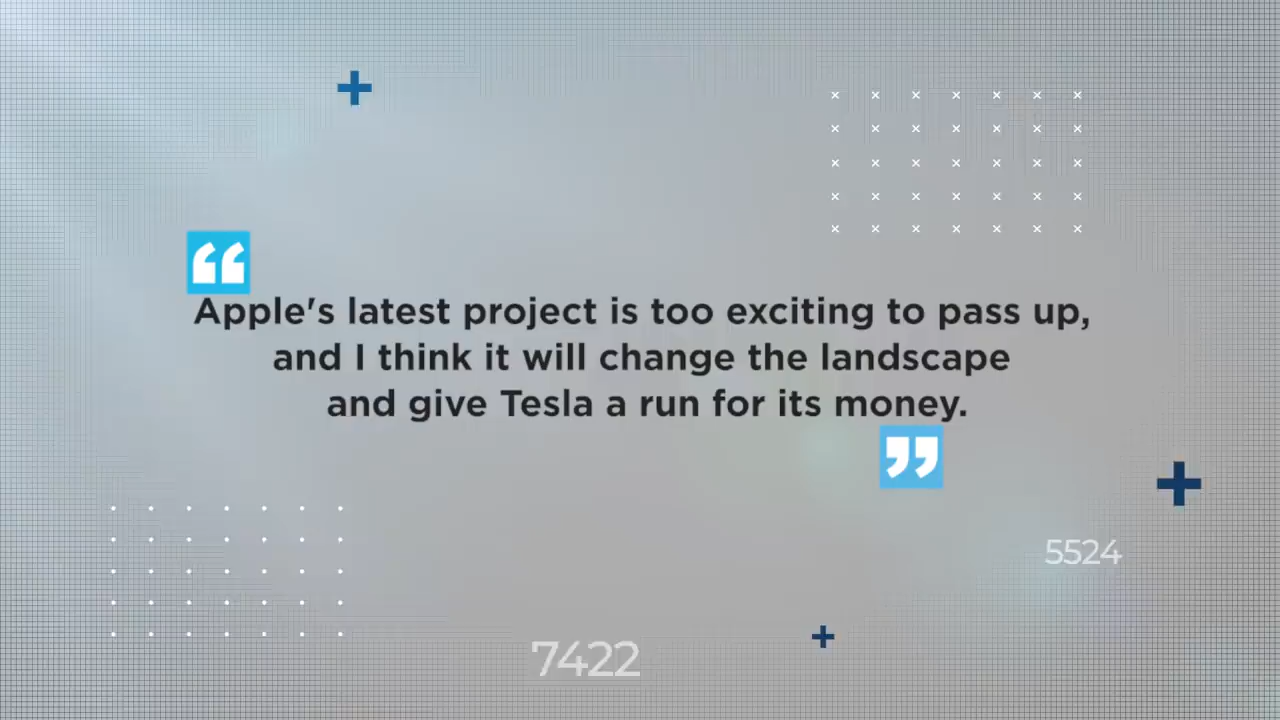 “
Apple's latest project is too exciting to pass up,
and I think it will change the landscape
and give Tesla a run for its money.
”
5524
7422